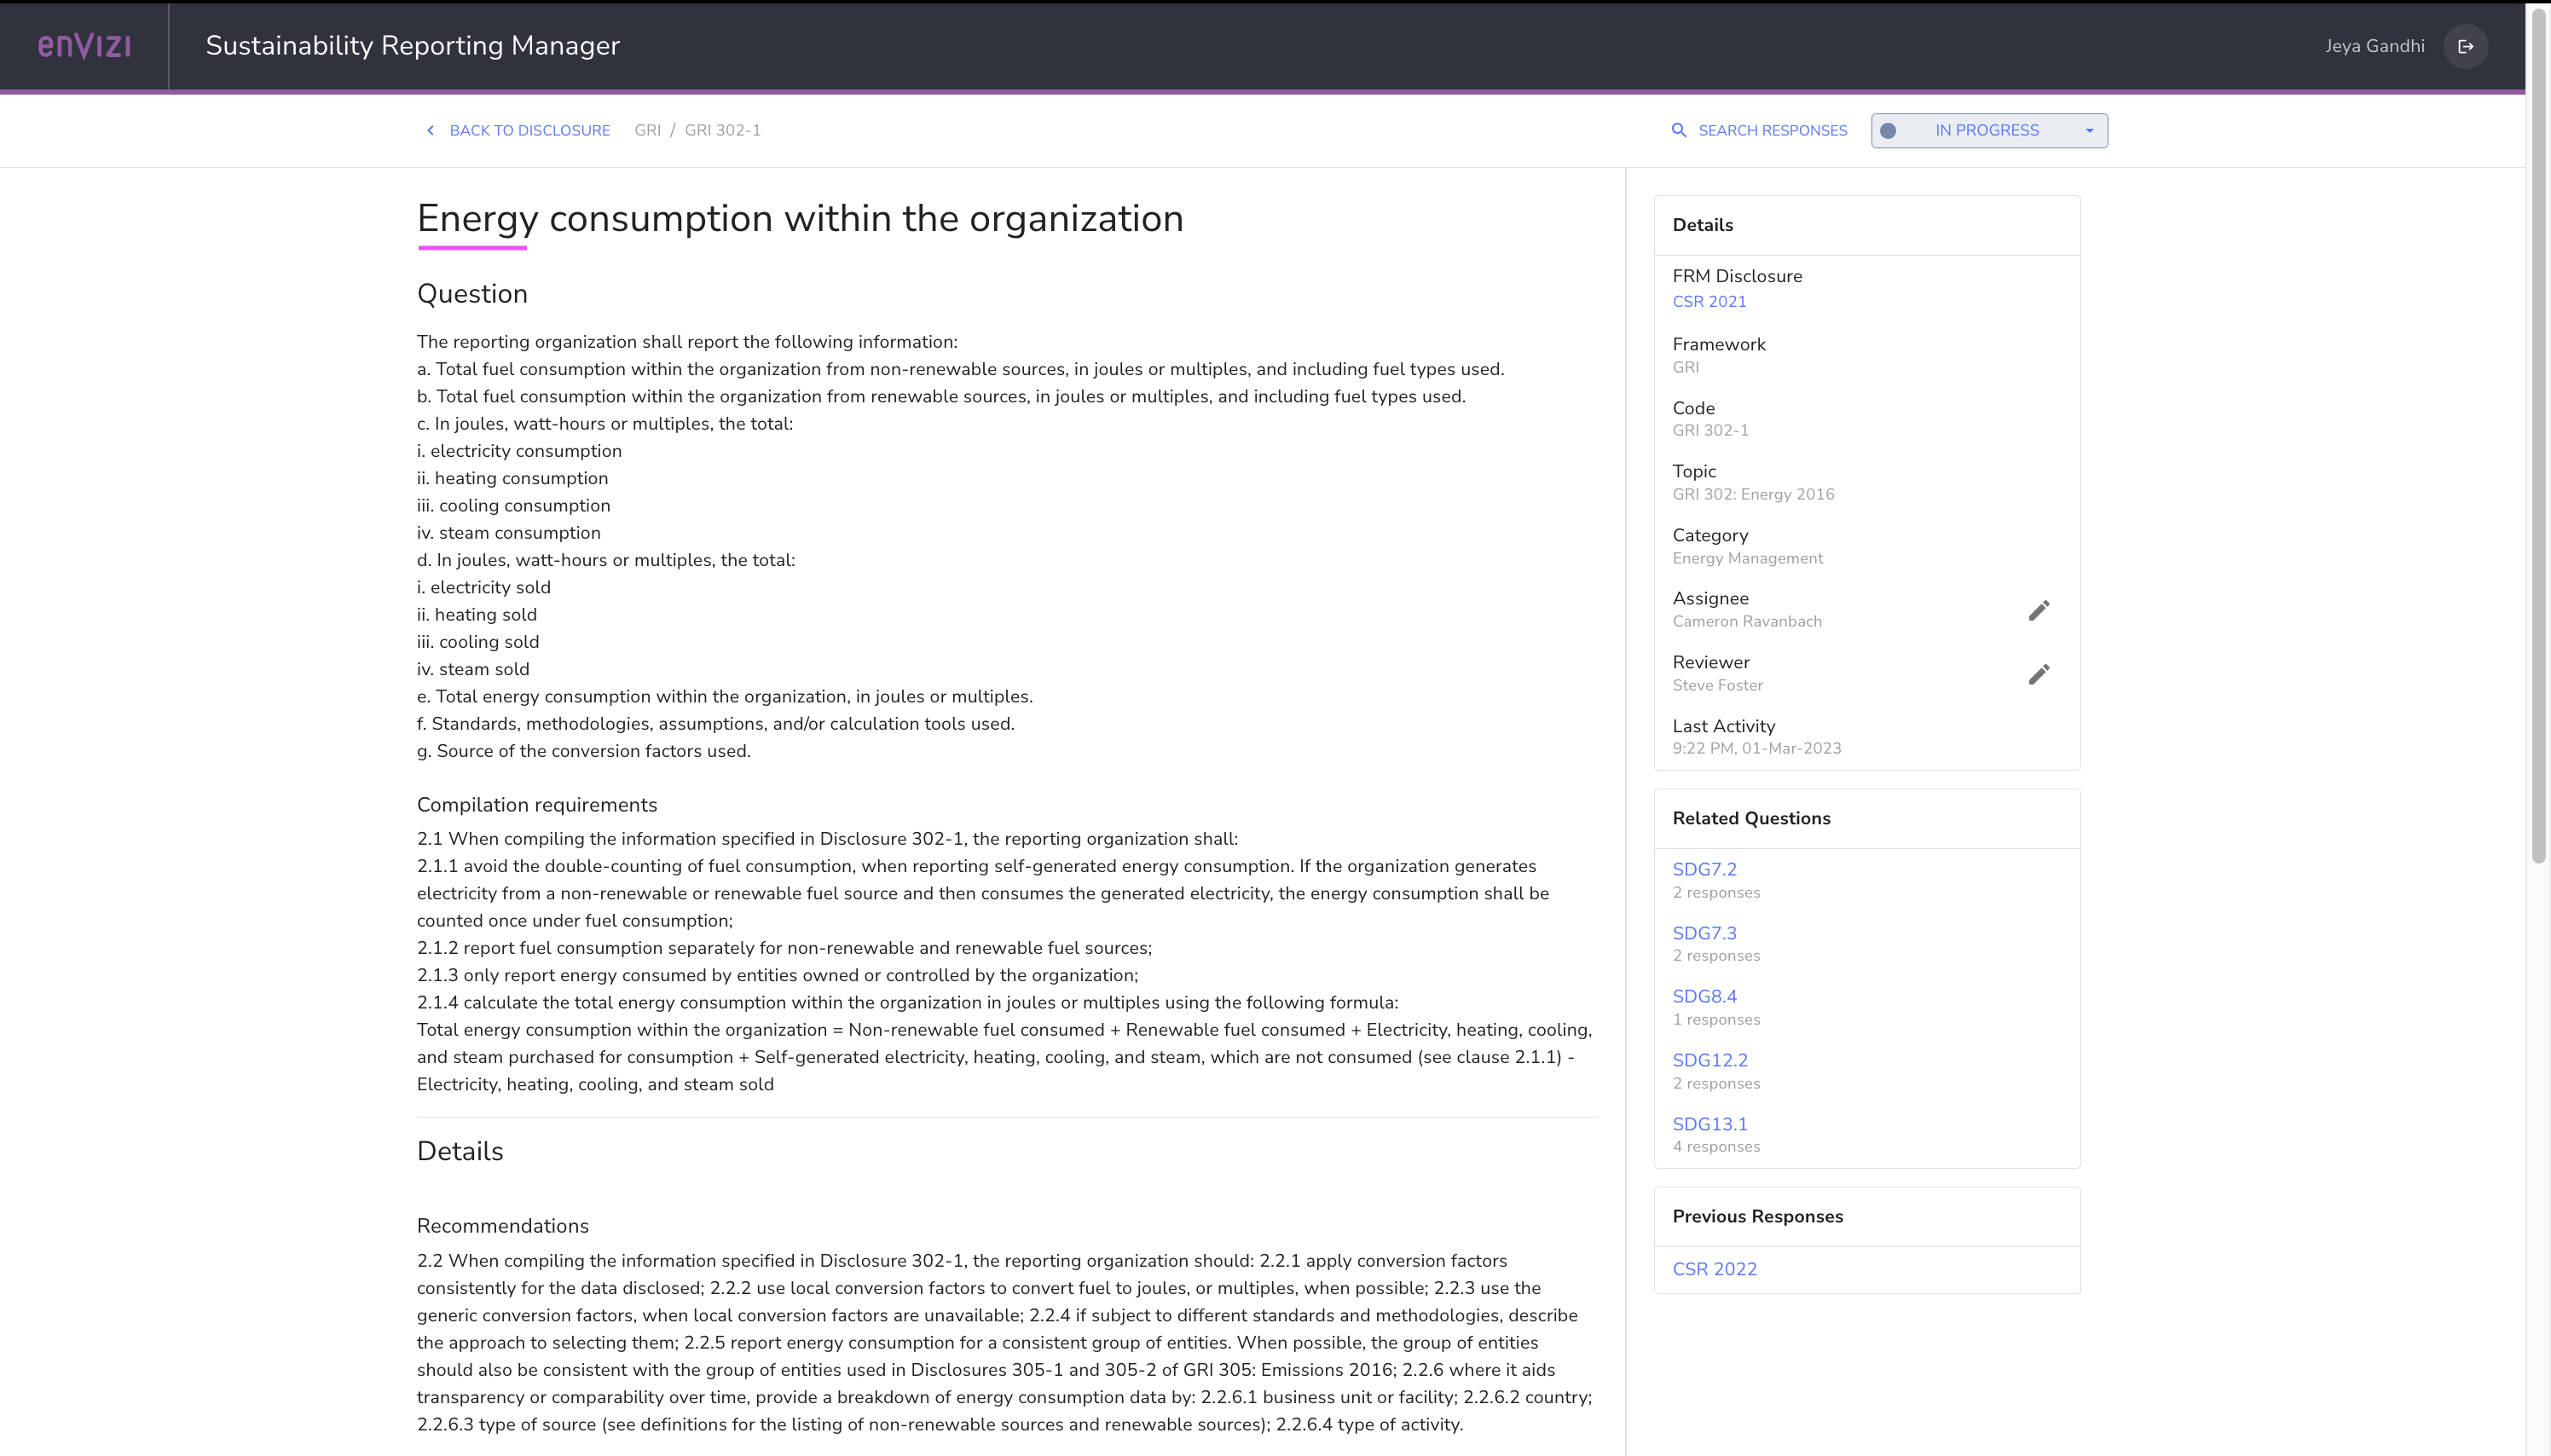 enVIZI
Sustainability Reporting Manager
Jeya Gandhi
BACK TO DISCLOSURE GRI / GRI 302-1
SEARCH RESPONSES
IN PROGRESS
Energy consumption within the organization
Question
The reporting organization shall report the following information:
a. Total fuel consumption within the organization from non-renewable sources, in joules or multiples, and including fuel types used.
b. Total fuel consumption within the organization from renewable sources, in joules or multiples, and including fuel types used.
c. In joules, watt-hours or multiples, the total:
i. electricity consumption
ii. heating consumption
iii. cooling consumption
iv. steam consumption
d. In joules, watt-hours or multiples, the total:
i. electricity sold
ii. heating sold
iii. cooling sold
iv. steam sold
e. Total energy consumption within the organization, in joules or multiples.
f. Standards, methodologies, assumptions, and/or calculation tools used.
g. Source of the conversion factors used.
Compilation requirements
2.1 When compiling the information specified in Disclosure 302-1, the reporting organization shall:
2.1.1 avoid the double-counting of fuel consumption, when reporting self-generated energy consumption. If the organization generates
electricity from a non-renewable or renewable fuel source and then consumes the generated electricity, the energy consumption shall be
counted once under fuel consumption;
2.1.2 report fuel consumption separately for non-renewable and renewable fuel sources;
2.1.3 only report energy consumed by entities owned or controlled by the organization;
2.1.4 calculate the total energy consumption within the organization in joules or multiples using the following formula:
Total energy consumption within the organization = Non-renewable fuel consumed + Renewable fuel consumed + Electricity, heating, cooling,
and steam purchased for consumption + Self-generated electricity, heating, cooling, and steam, which are not consumed (see clause 2.1.1) -
Electricity, heating, cooling, and steam sold
Details
Recommendations
2.2 When compiling the information specified in Disclosure 302-1, the reporting organization should: 2.2.1 apply conversion factors
consistently for the data disclosed; 2.2.2 use local conversion factors to convert fuel to joules, or multiples, when possible; 2.2.3 use the
generic conversion factors, when local conversion factors are unavailable; 2.2.4 if subject to different standards and methodologies, describe
the approach to selecting them; 2.2.5 report energy consumption for a consistent group of entities. When possible, the group of entities
should also be consistent with the group of entities used in Disclosures 305-1 and 305-2 of GRI 305: Emissions 2016; 2.2.6 where it aids
transparency or comparability over time, provide a breakdown of energy consumption data by: 2.2.6.1 business unit or facility; 2.2.6.2 country;
2.2.6.3 type of source (see definitions for the listing of non-renewable sources and renewable sources); 2.2.6.4 type of activity.
Details
FRM Disclosure
CSR 2021
Framework
GRI
Code
GRI 302-1
Topic
GRI 302: Energy 2016
Category
Energy Management
Assignee
Cameron Ravanbach
Reviewer
Steve Foster
Last Activity
9:22 PM, 01-Mar-2023
Related Questions
SDG7.2
2 responses
SDG7.3
2 responses
SDG8.4
1 responses
SDG12.2
2 responses
SDG13.1
4 responses
Previous Responses
CSR 2022